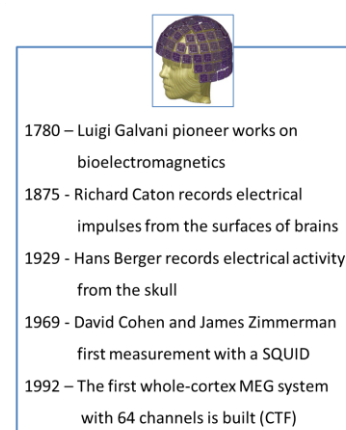 1780 – Luigi Galvani pioneer works on
bioelectromagnetics
1875 - Richard Caton records electrical
impulses from the surfaces of brains
1929 - Hans Berger records electrical activity
from the skull
1969 - David Cohen and James Zimmerman
first measurement with a SQUID
1992 – The first whole-cortex MEG system
with 64 channels is built (CTF)